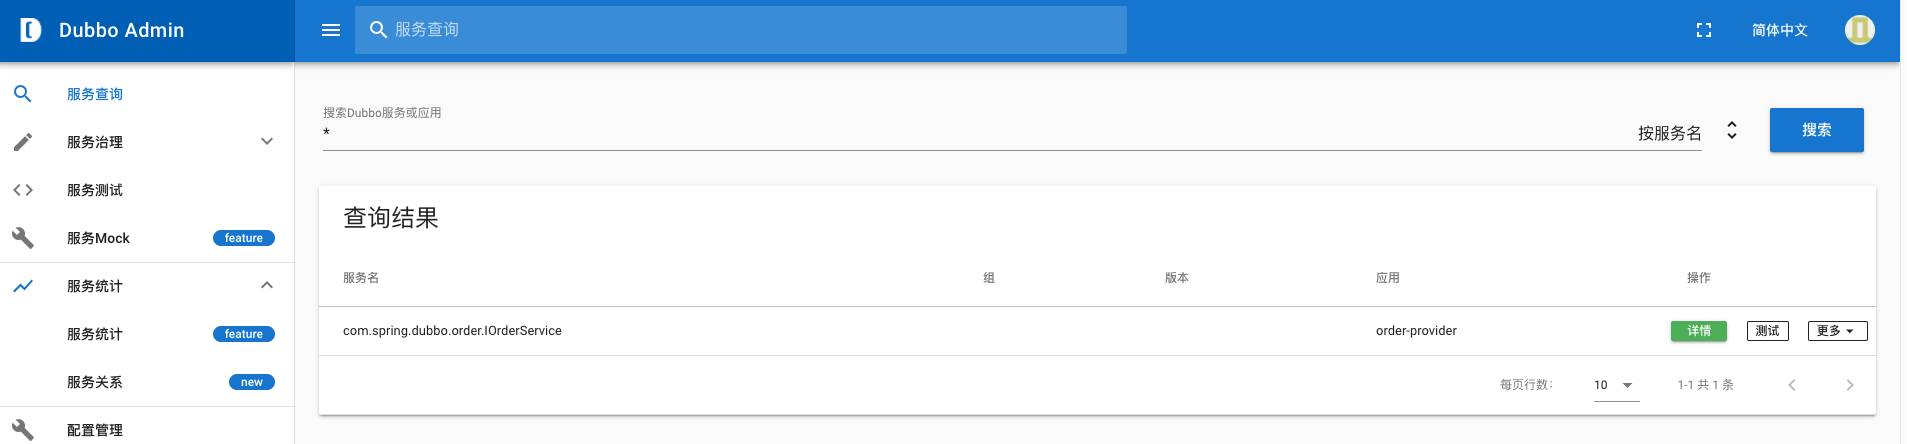 Dubbo Admin
服务查询
简体中文
服务查询
服务治理
服务测试
服务Mock feature
服务统计
服务统计 feature
服务关系 new
配置管理
搜索Dubbo服务或应用
* 按服务名 搜索
查询结果
服务名 组 版本 应用 操作
com.spring.dubbo.order.IOrderService order-provider 详情 测试 更多
每页行数: 10 1-1 共 1 条